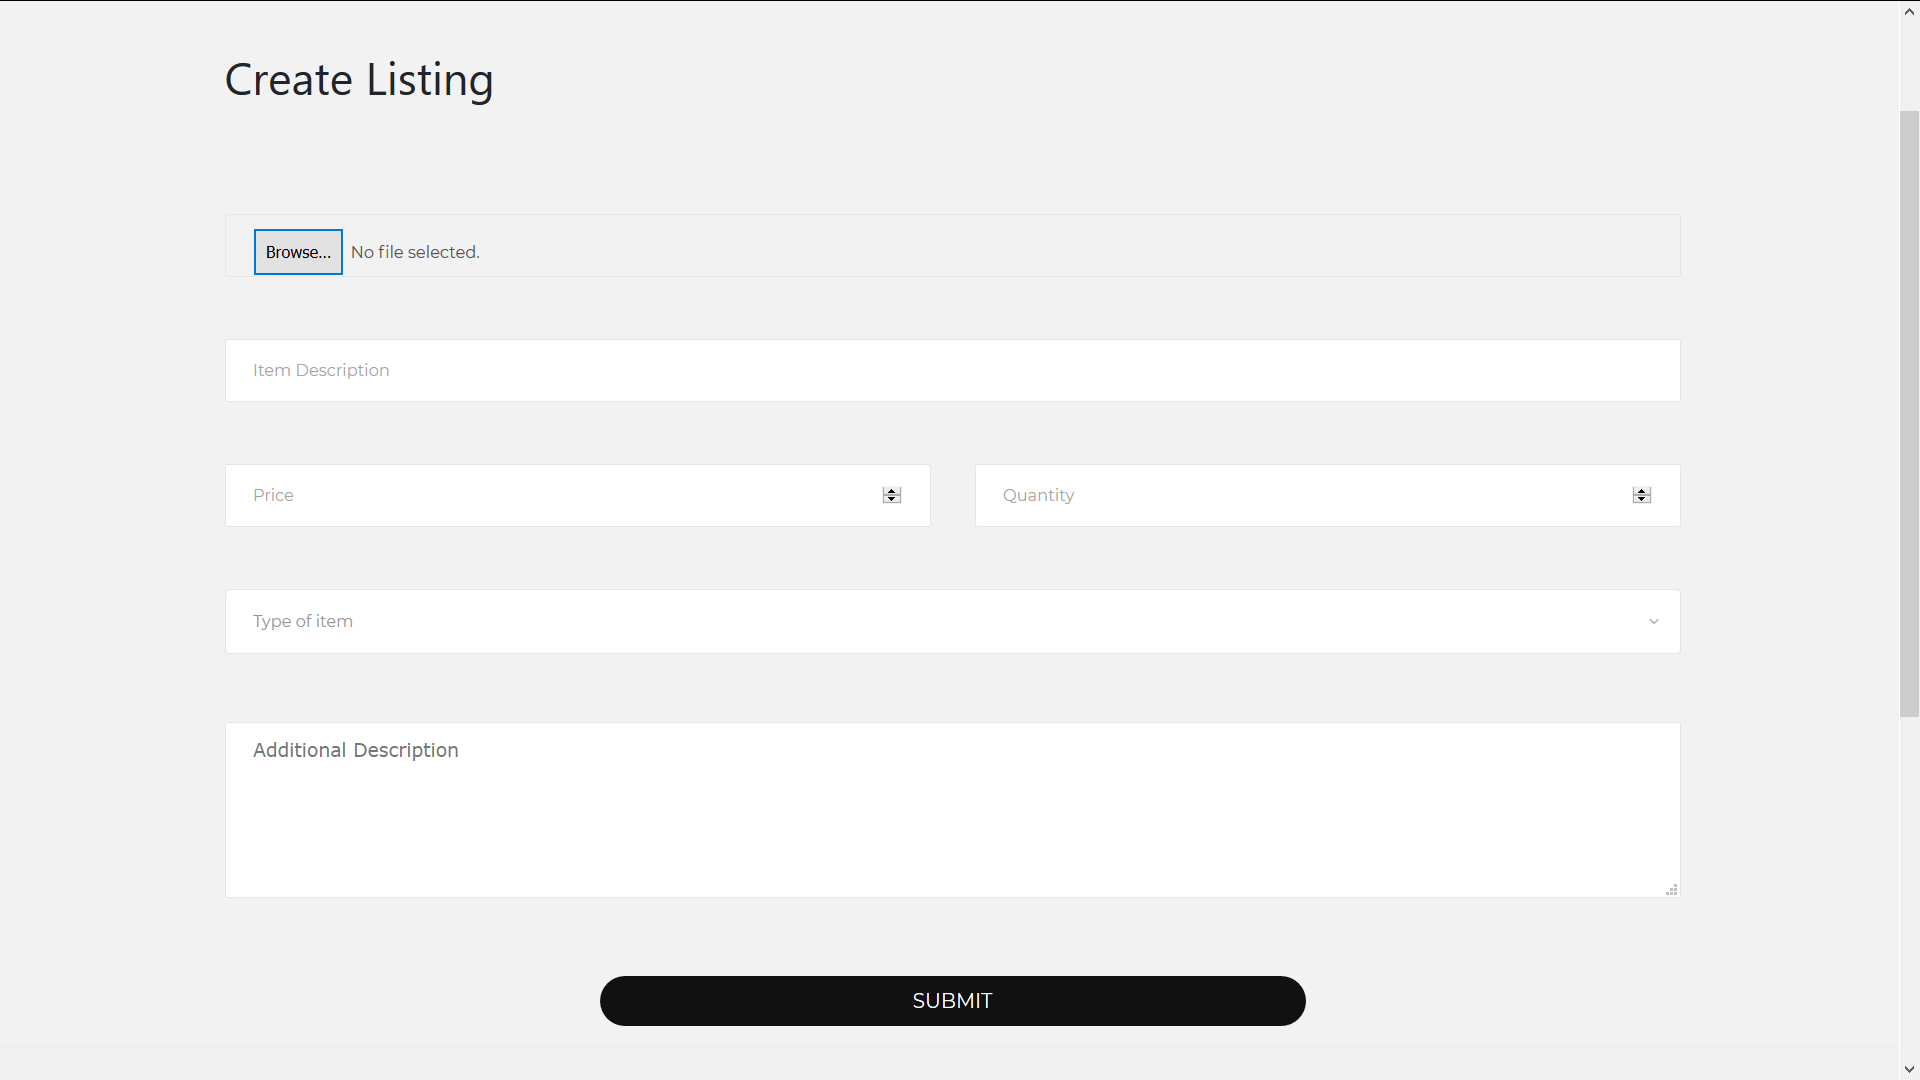 Create Listing
Browse... No file selected.
Item Description
Price Quantity
Type of item
Additional Description
SUBMIT